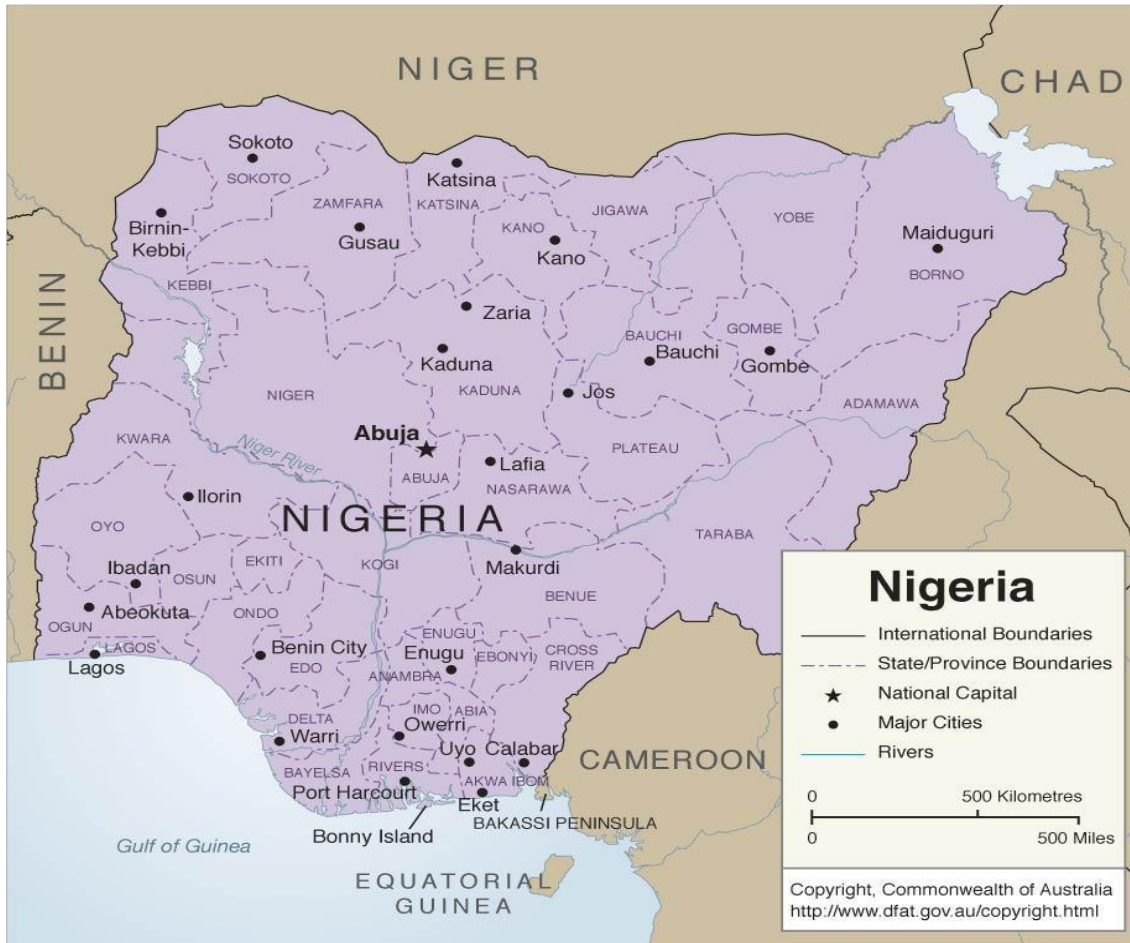 NIGER
CHAD
BENIN
Sokoto
SOKOTO
Katsina
KATSINA
ZAMFARA
Gusau
Birnin-
Kebbi
KEBBI
KANO
Kano
JIGAWA
YOBE
Maiduguri
BORNO
Zaria
Kaduna
KADUNA
BAUCHI
Bauchi
GOMBE
Gombe
Jos
NIGER
ADAMAWA
KWARA
Niger River
Abuja
ABUJA
Lafia
NASARAWA
PLATEAU
Ilorin
NIGERIA
OYO
TARABA
Ibadan
OSUN
EKITI
KOGI
Makurdi
BENUE
Abeokuta
OGUN
ONDO
LAGOS
Lagos
Benin City
EDO
ENUGU
Enugu
EBONYI
CROSS
RIVER
ANAMBRA
DELTA
Warri
IMO
ABIA
Owerri
Uyo
Calabar
BAYELSA
RIVERS
AKWA IBOM
Port Harcourt
Eket
Bonny Island
BAKASSI PENINSULA
CAMEROON
Gulf of Guinea
EQUATORIAL
GUINEA
Nigeria
International Boundaries
State/Province Boundaries
National Capital
Major Cities
Rivers
0 500 Kilometres
0 500 Miles
Copyright, Commonwealth of Australia
http://www.dfat.gov.au/copyright.html